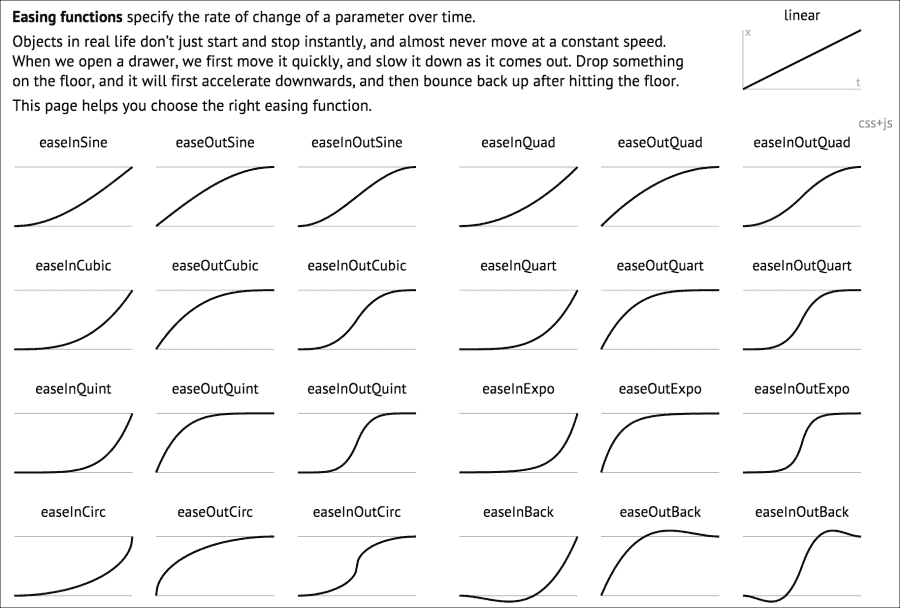 Easing functions specify the rate of change of a parameter over time.
Objects in real life don’t just start and stop instantly, and almost never move at a constant speed.
When we open a drawer, we first move it quickly, and slow it down as it comes out. Drop something
on the floor, and it will first accelerate downwards, and then bounce back up after hitting the floor.
This page helps you choose the right easing function.
linear
x
t
css+js
easeInSine
easeOutSine
easeInOutSine
easeInQuad
easeOutQuad
easeInOutQuad
easeInCubic
easeOutCubic
easeInOutCubic
easeInQuart
easeOutQuart
easeInOutQuart
easeInQuint
easeOutQuint
easeInOutQuint
easeInExpo
easeOutExpo
easeInOutExpo
easeInCirc
easeOutCirc
easeInOutCirc
easeInBack
easeOutBack
easeInOutBack